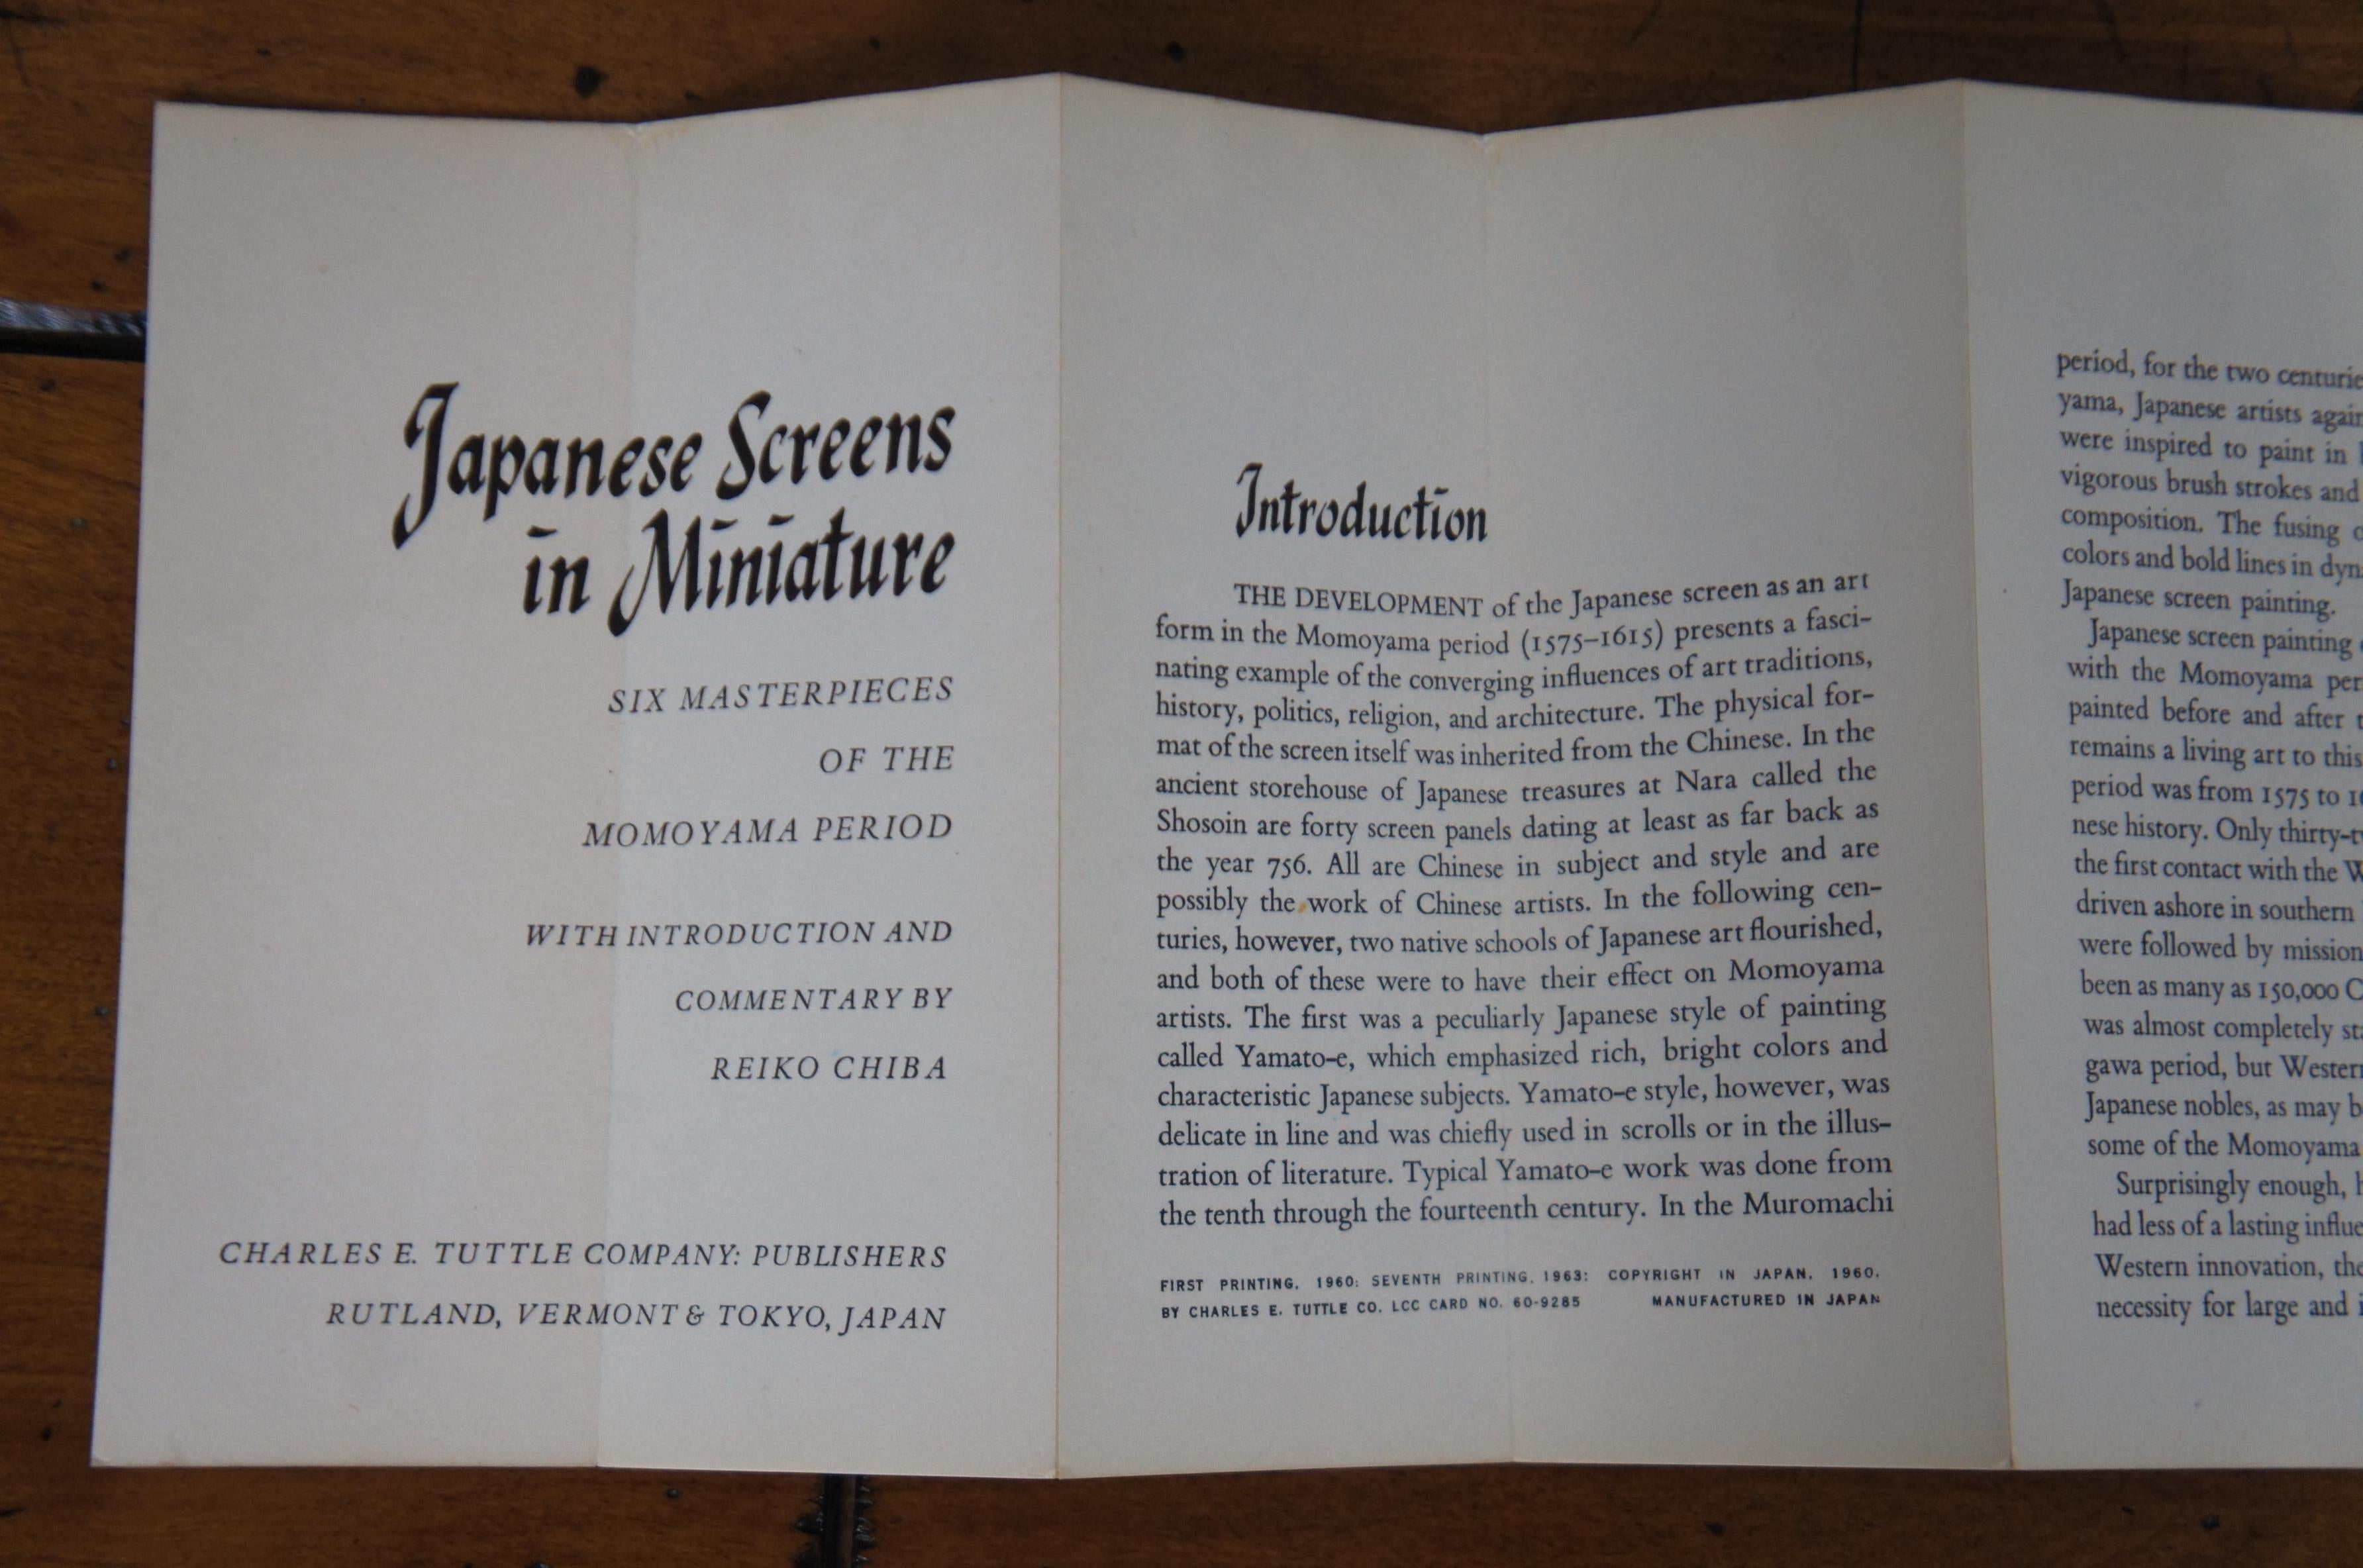 Japanese Screens
in Miniature
SIX MASTERPIECES
OF THE
MOMOYAMA PERIOD
WITH INTRODUCTION AND
COMMENTARY BY
REIKO CHIBA
CHARLES E. TUTTLE COMPANY: PUBLISHERS
RUTLAND, VERMONT & TOKYO, JAPAN
Introduction
THE DEVELOPMENT of the Japanese screen as an art
form in the Momoyama period (1575–1615) presents a fasci-
nating example of the converging influences of art traditions,
history, politics, religion, and architecture. The physical for-
mat of the screen itself was inherited from the Chinese. In the
ancient storehouse of Japanese treasures at Nara called the
Shosoin are forty screen panels dating at least as far back as
the year 756. All are Chinese in subject and style and are
possibly the work of Chinese artists. In the following cen-
turies, however, two native schools of Japanese art flourished,
and both of these were to have their effect on Momoyama
artists. The first was a peculiarly Japanese style of painting
called Yamato-e, which emphasized rich, bright colors and
characteristic Japanese subjects. Yamato-e style, however, was
delicate in line and was chiefly used in scrolls or in the illus-
tration of literature. Typical Yamato-e work was done from
the tenth through the fourteenth century. In the Muromachi
FIRST PRINTING, 1960; SEVENTH PRINTING, 1963: COPYRIGHT IN JAPAN, 1960,
BY CHARLES E. TUTTLE CO. LCC CARD NO. 60-9285 MANUFACTURED IN JAPAN
period, for the two
yama, Japanese artists
were inspired to paint in
vigorous brush strokes and
composition. The fusing
colors and bold lines in
Japanese screen painting.
Japanese screen painting
with the Momoyama
painted before and after
remains a living art to this
period was from 1575 to
nese history. Only
the first contact with the
driven ashore in southern
were followed by
been as many as 150,000
was almost completely
gawa period, but
Japanese nobles, as may
some of the Momoyama
Surprisingly enough,
had less of a lasting
Western innovation,
necessity for large and